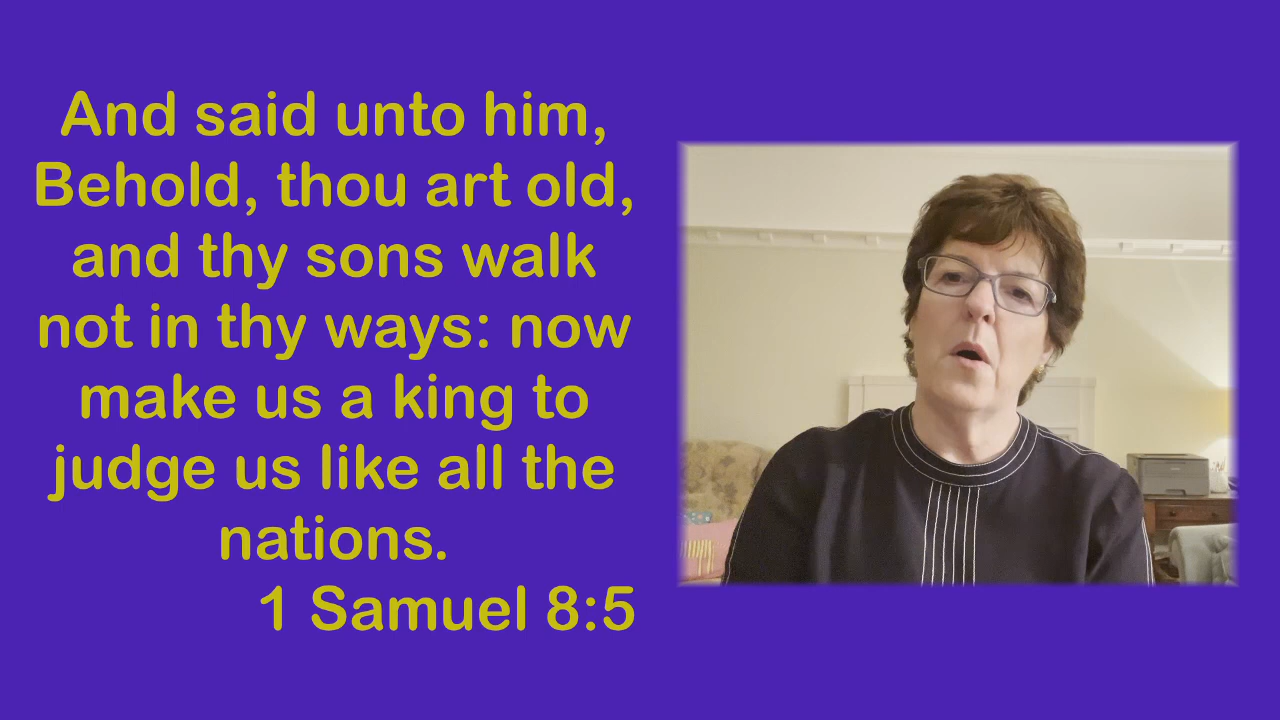 And said unto him,
Behold, thou art old,
and thy sons walk
not in thy ways: now
make us a king to
judge us like all the
nations.
1 Samuel 8:5